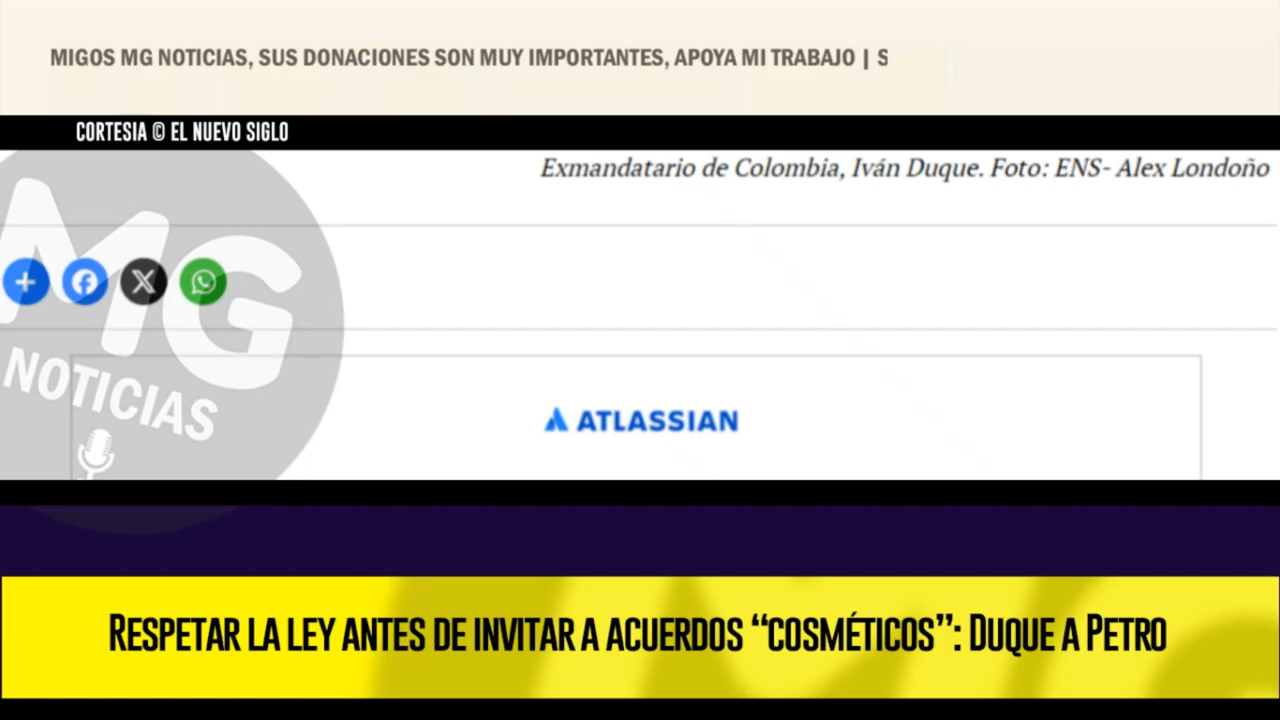 MIGOS MG NOTICIAS, SUS DONACIONES SON MUY IMPORTANTES, APOYA MI TRABAJO | S
CORTESIA © EL NUEVO SIGLO
Exmandatario de Colombia, Iván Duque. Foto: ENS- Alex Londoño
MG
NOTICIAS
ATLASSIAN
RESPETAR LA LEY ANTES DE INVITAR A ACUERDOS “COSMÉTICOS”: DUQUE A PETRO